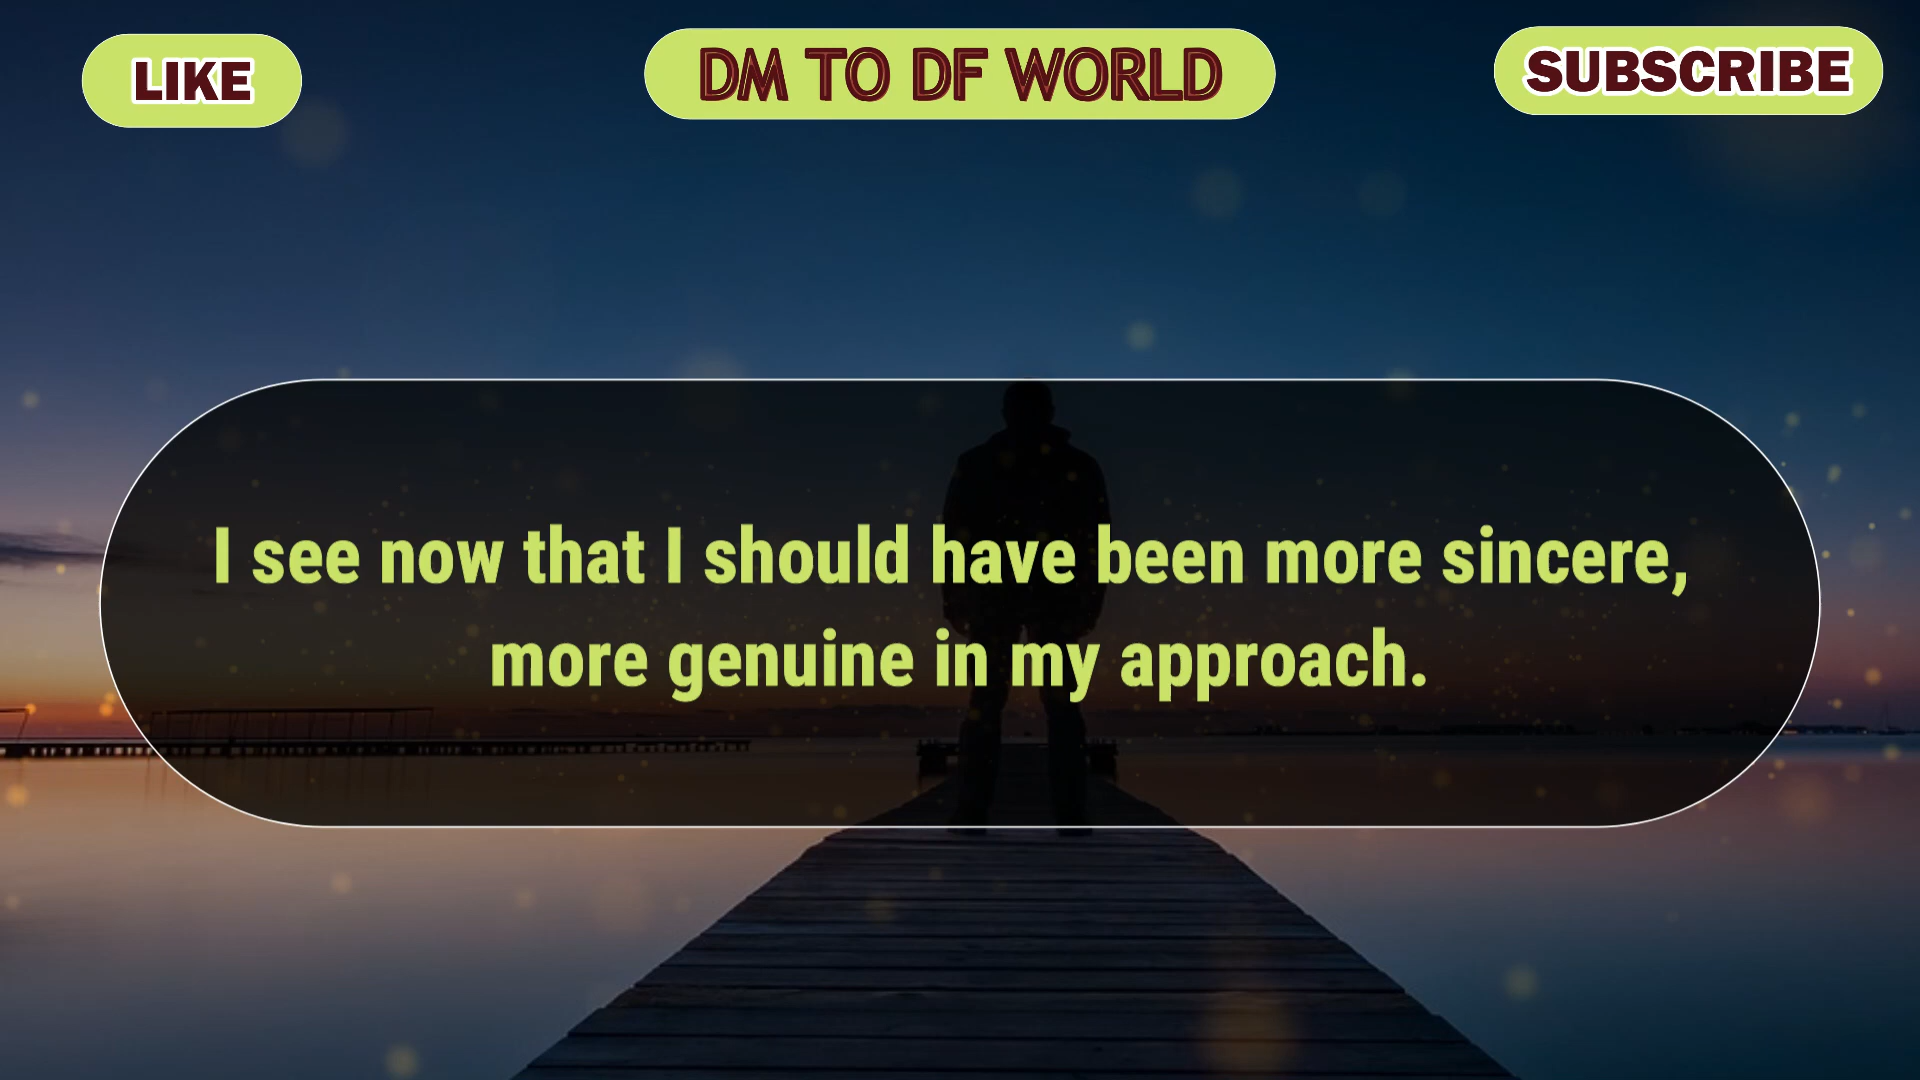 LIKE
DM TO DF WORLD
SUBSCRIBE
I see now that I should have been more sincere,
more genuine in my approach.